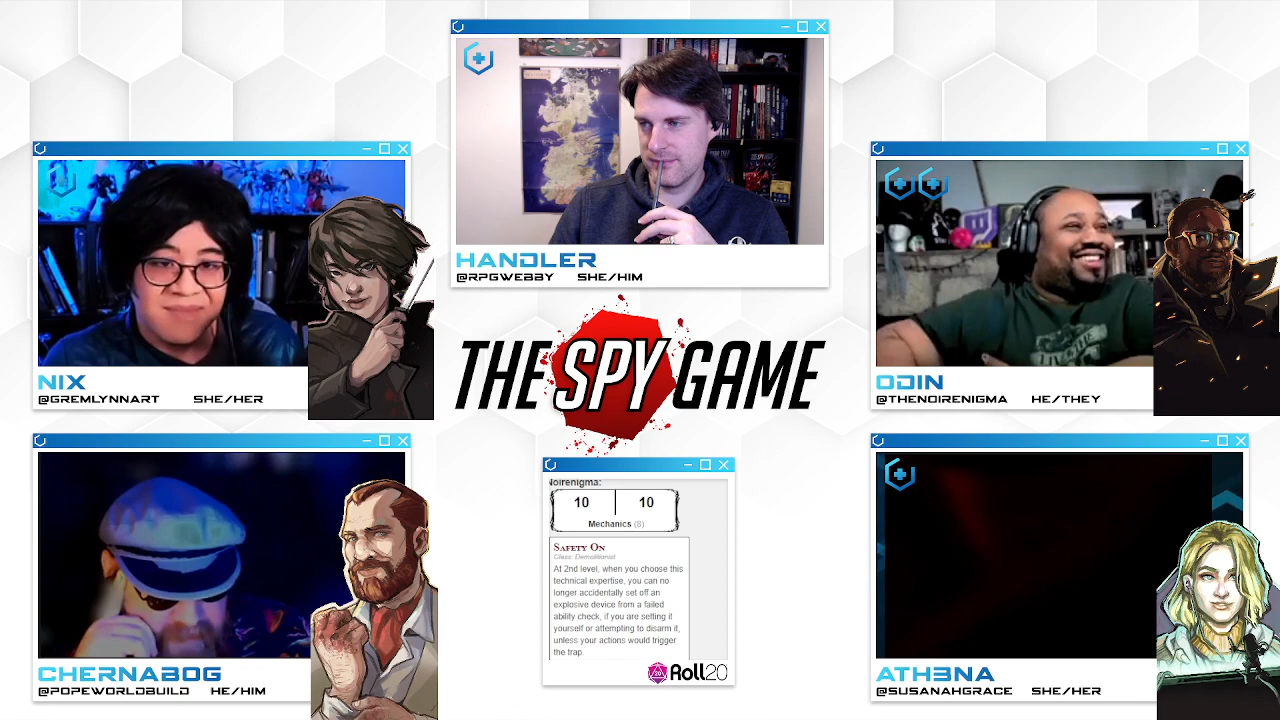 HANDLER
@RPGWEBBY SHE/HIM
NIX
@GREMLYNNART SHE/HER
ODIN
@THENOIRENIGMA HE/THEY
THE SPY GAME
Noirenigma:
10 10
Mechanics (8)
Safety On
Class: Demolitionist
At 2nd level, when you choose this
technical expertise, you can no
longer accidentally set off an
explosive device from a failed
ability check, if you are setting it
yourself or attempting to disarm it,
unless your actions would trigger
the trap.
Roll20
CHERNABOG
@POPEWORLDBUILD HE/HIM
ATH3NA
@SUSANAHGRACE SHE/HER